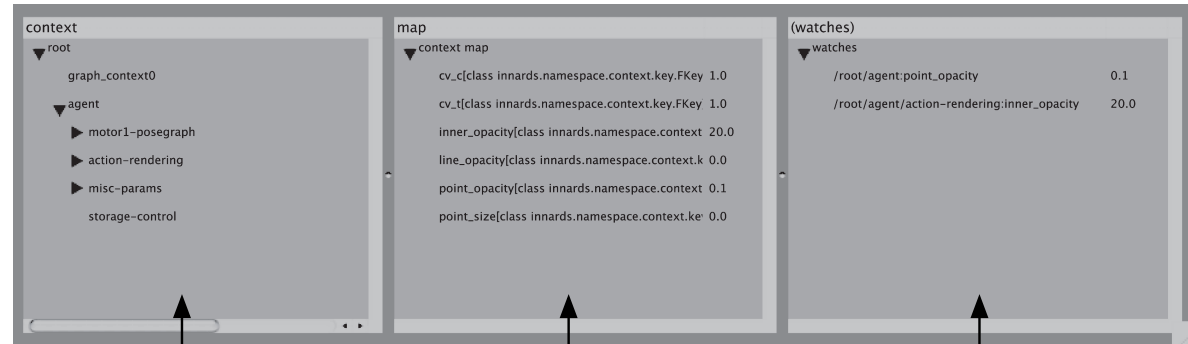 context
root
graph_context0
agent
motor1-posegraph
action-rendering
misc-params
storage-control
map
context map
cv_c[class innards.namespace.context.key.FKey 1.0
cv_t[class innards.namespace.context.key.FKey 1.0
inner_opacity[class innards.namespace.context 20.0
line_opacity[class innards.namespace.context.k 0.0
point_opacity[class innards.namespace.context 0.1
point_size[class innards.namespace.context.ke 0.0
(watches)
watches
/root/agent:point_opacity 0.1
/root/agent/action-rendering:inner_opacity 20.0